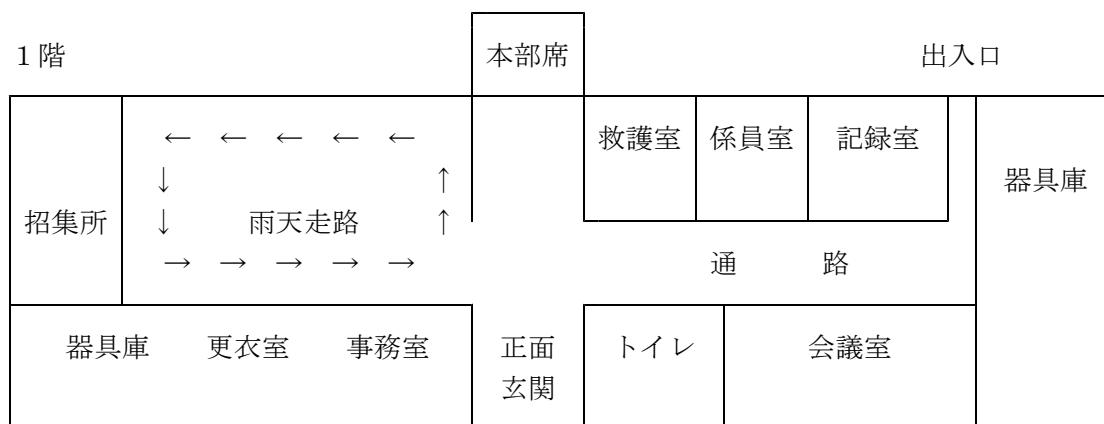 １階 本部席 出入口
← ← ← ← ← 救護室 係員室 記録室
↓ ↑ 器具庫
招集所 ↓ 雨天走路 ↑
→ → → → → 通 路
器具庫 更衣室 事務室 正面 トイレ 会議室
玄関